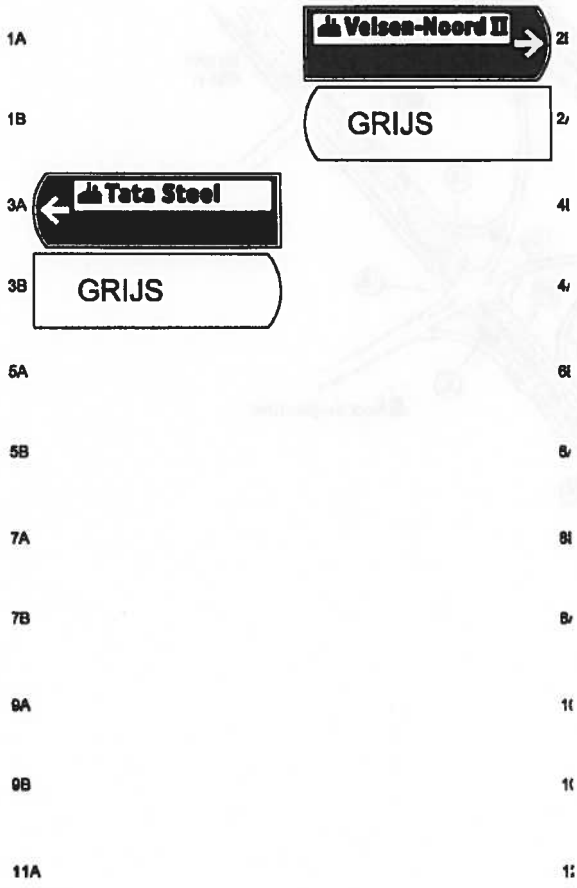 1A
Velsen-Noord II
1B
GRIJS
3A
Tata Steel
3B
GRIJS
5A
5B
7A
7B
9A
9B
11A